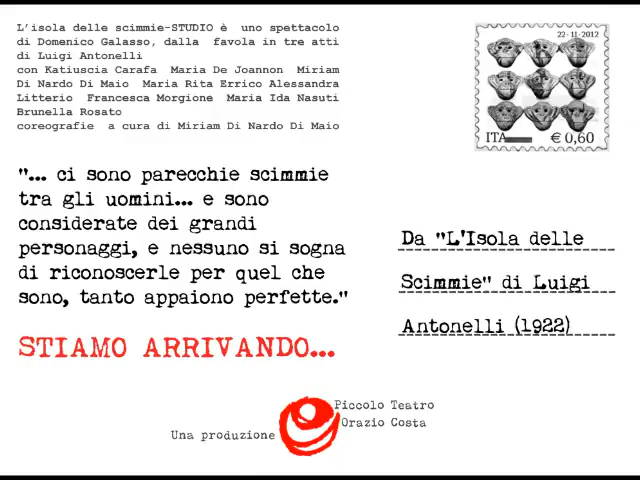 L'isola delle scimmie-STUDIO è uno spettacolo
di Domenico Galasso, dalla favola in tre atti
di Luigi Antonelli
con Katiuscia Carafa Maria De Joannon Miriam
Di Nardo Di Maio Maria Rita Errico Alessandra
Litterio Francesca Morgione Maria Ida Nasuti
Brunella Rosato
coreografie a cura di Miriam Di Nardo Di Maio
22-11-2012
ITA
€ 0,60
"... ci sono parecchie scimmie
tra gli uomini... e sono
considerate dei grandi
personaggi, e nessuno si sogna
di riconoscerle per quel che
sono, tanto appaiono perfette."
STIAMO ARRIVANDO...
Da "L'Isola delle
Scimmie" di Luigi
Antonelli (1922)
Una produzione
Piccolo Teatro
Orazio Costa